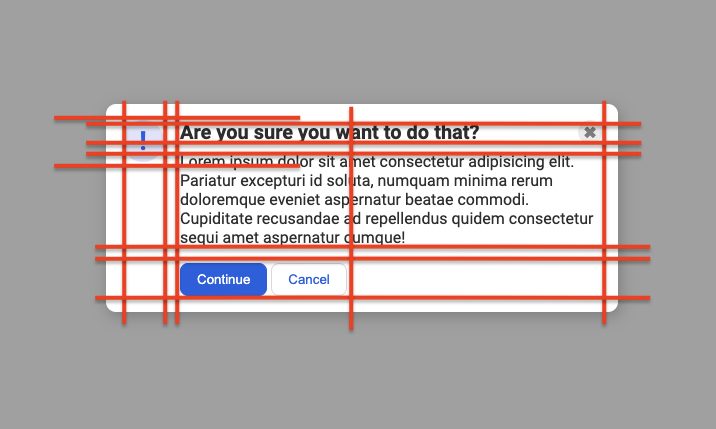 !
Are you sure you want to do that?
✖
Lorem ipsum dolor sit amet consectetur adipisicing elit.
Pariatur excepturi id soluta, numquam minima rerum
doloremque eveniet aspernatur beatae commodi.
Cupiditate recusandae ad repellendus quidem consectetur
sequi amet aspernatur cumque!
Continue Cancel